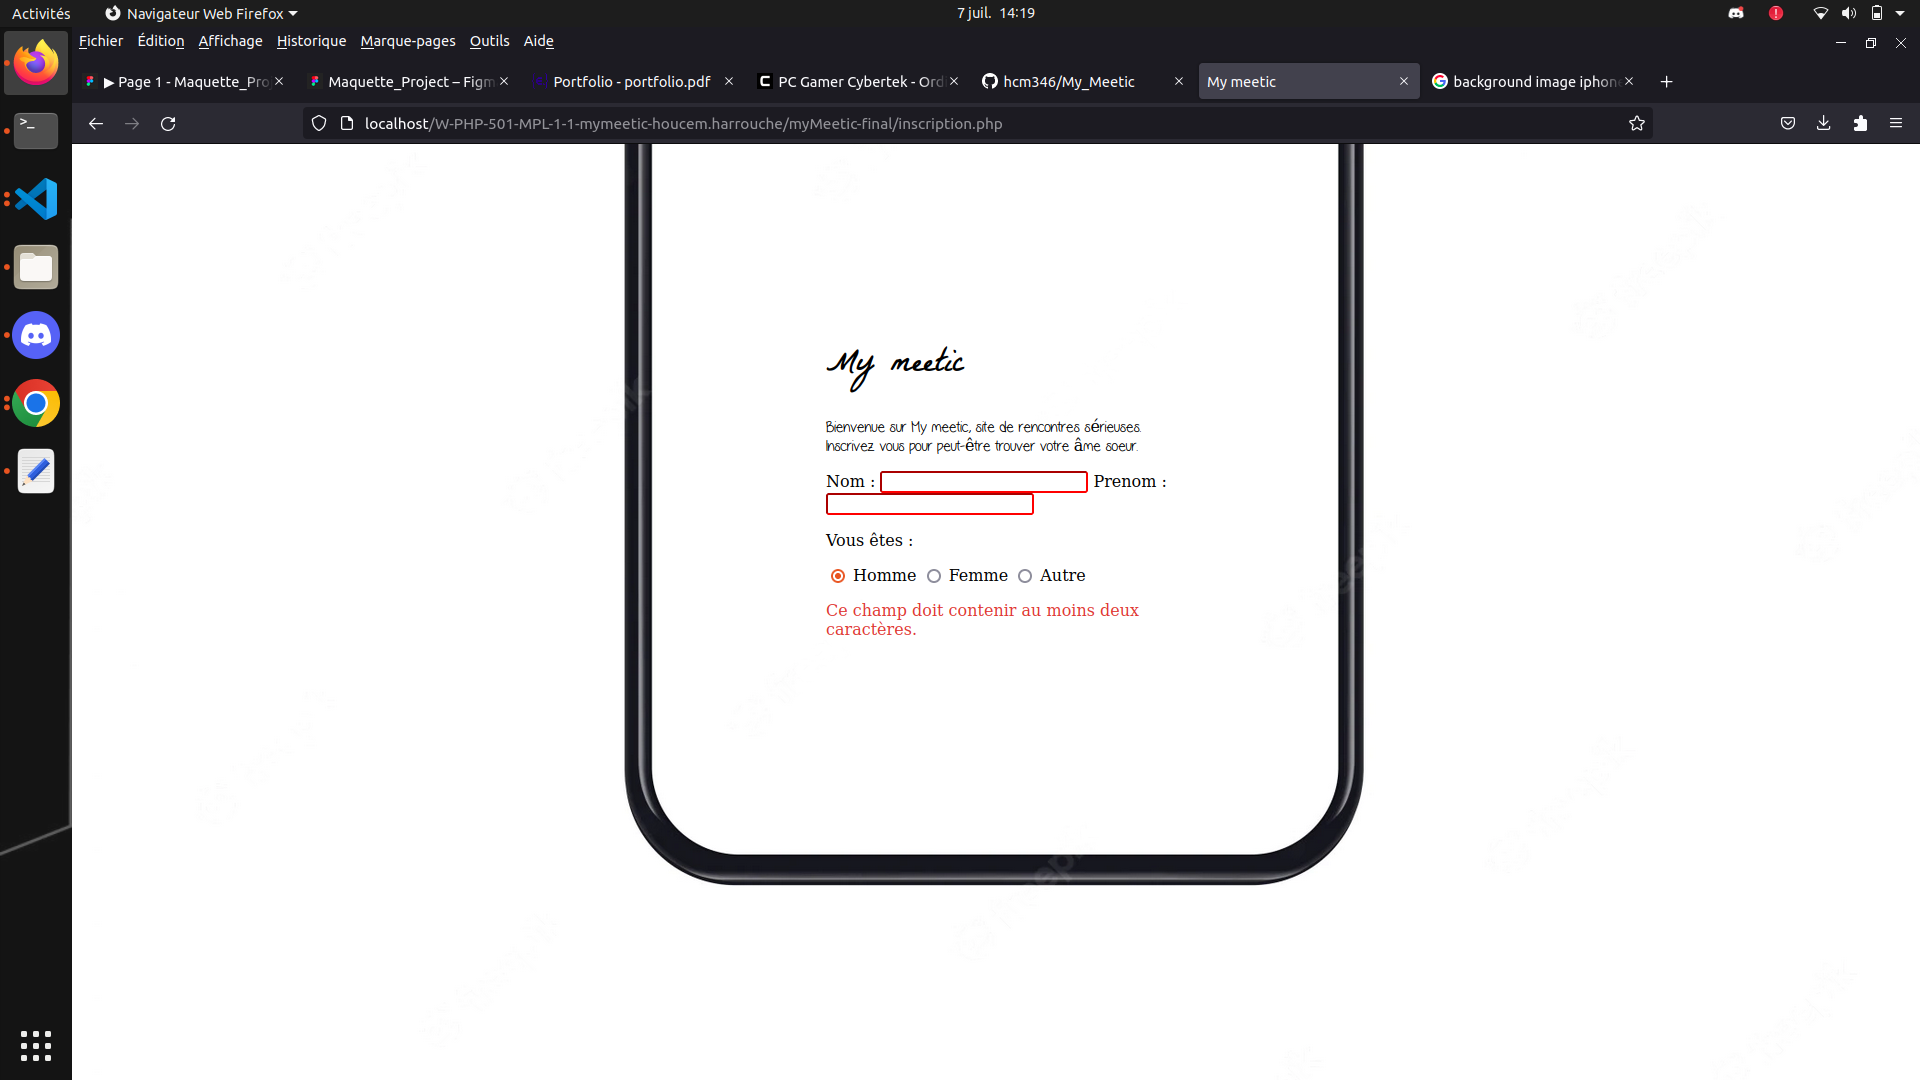 Activités
Navigateur Web Firefox
7 juil. 14:19
Fichier Édition Affichage Historique Marque-pages Outils Aide
▶ Page 1 - Maquette_Pro
Maquette_Project – Figm
Portfolio - portfolio.pdf
PC Gamer Cybertek - Ord
hcm346/My_Meetic
My meetic
background image iphone
localhost/W-PHP-501-MPL-1-1-mymeetic-houcem.harrouche/myMeetic-final/inscription.php
My meetic
Bienvenue sur My meetic, site de rencontres sérieuses.
Inscrivez vous pour peut-être trouver votre âme soeur.
Nom : Prenom :
Vous êtes :
Homme Femme Autre
Ce champ doit contenir au moins deux
caractères.